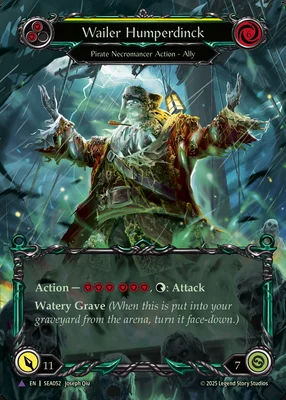 Wailer Humperdinck
Pirate Necromancer Action - Ally
Action — : Attack
Watery Grave (When this is put into your
graveyard from the arena, turn it face-down.)
11
7
EN | SEA052 Joseph Qiu
© 2025 Legend Story Studios